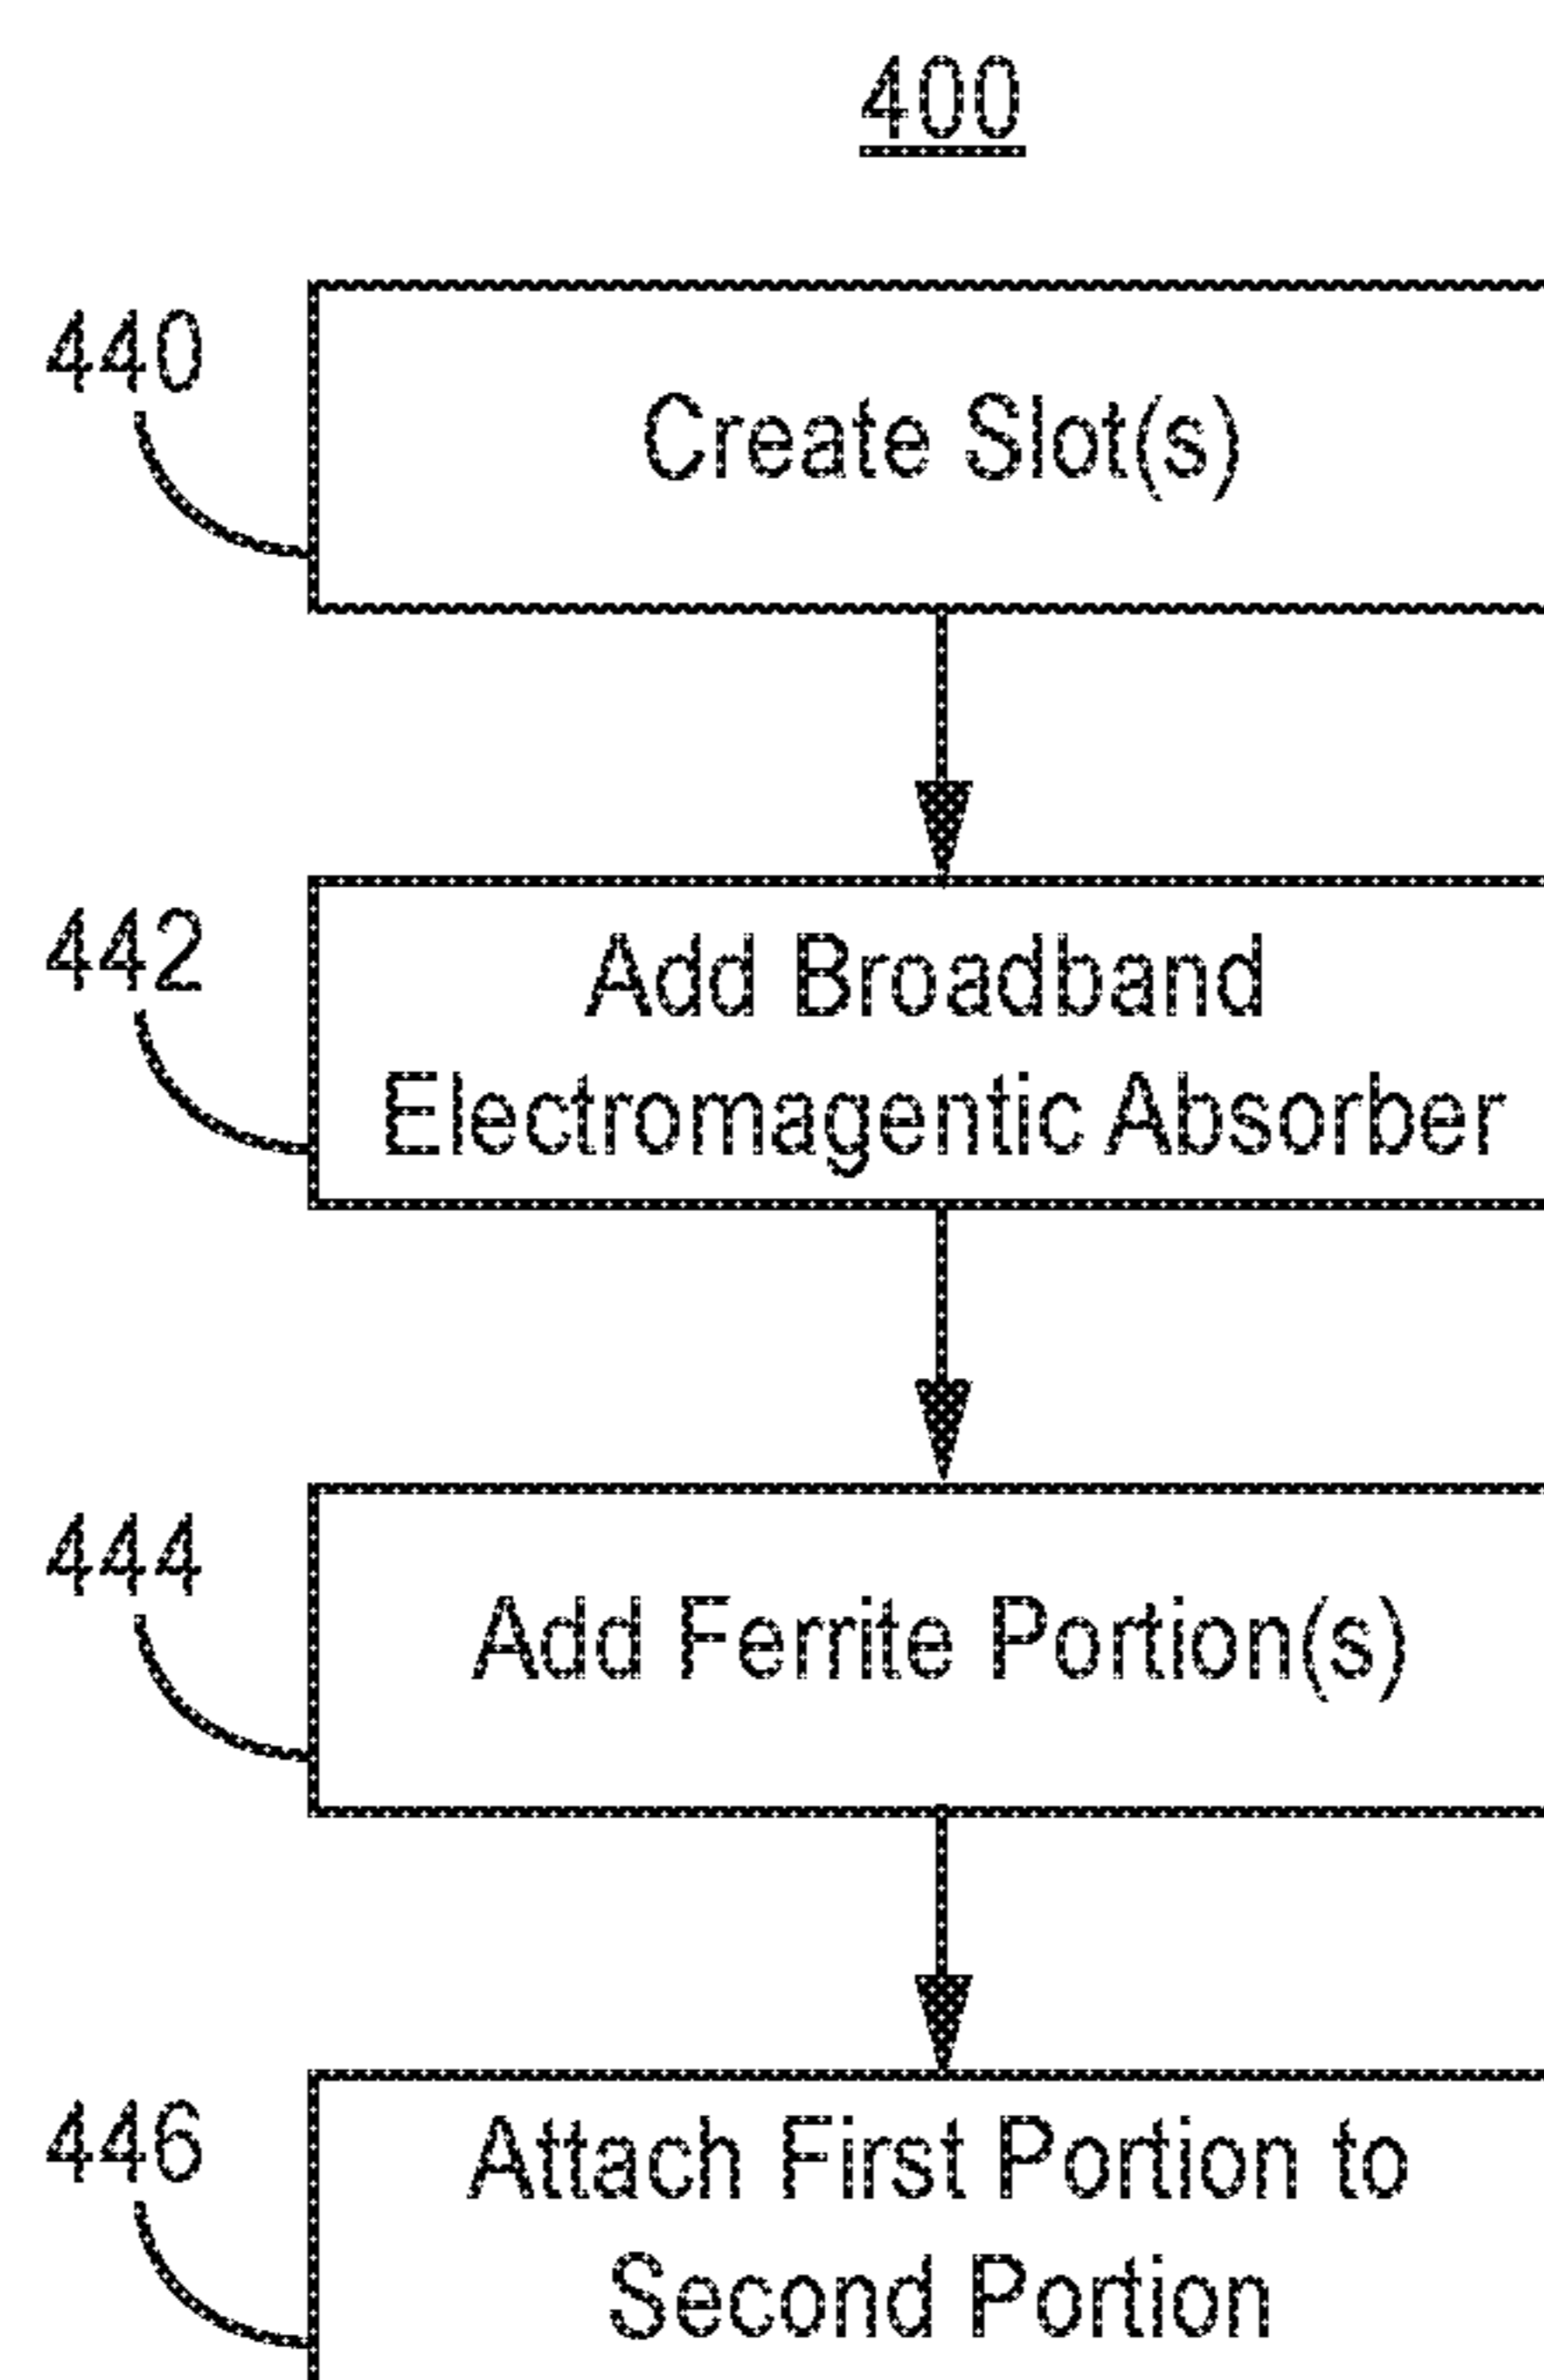 400
440
Create Slot(s)
442
Add Broadband
Electromagentic Absorber
444
Add Ferrite Portion(s)
446
Attach First Portion to
Second Portion